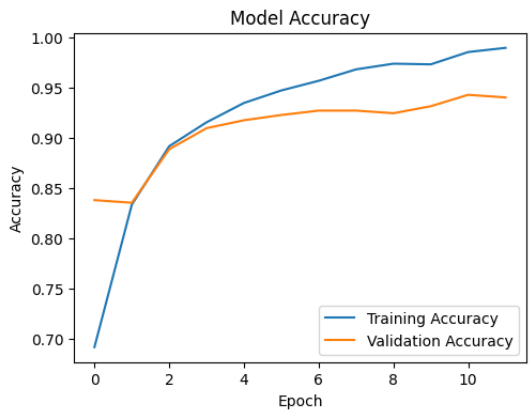 Model Accuracy
1.00
0.95
0.90
0.85
0.80
0.75
0.70
Accuracy
Training Accuracy
Validation Accuracy
0 2 4 6 8 10
Epoch